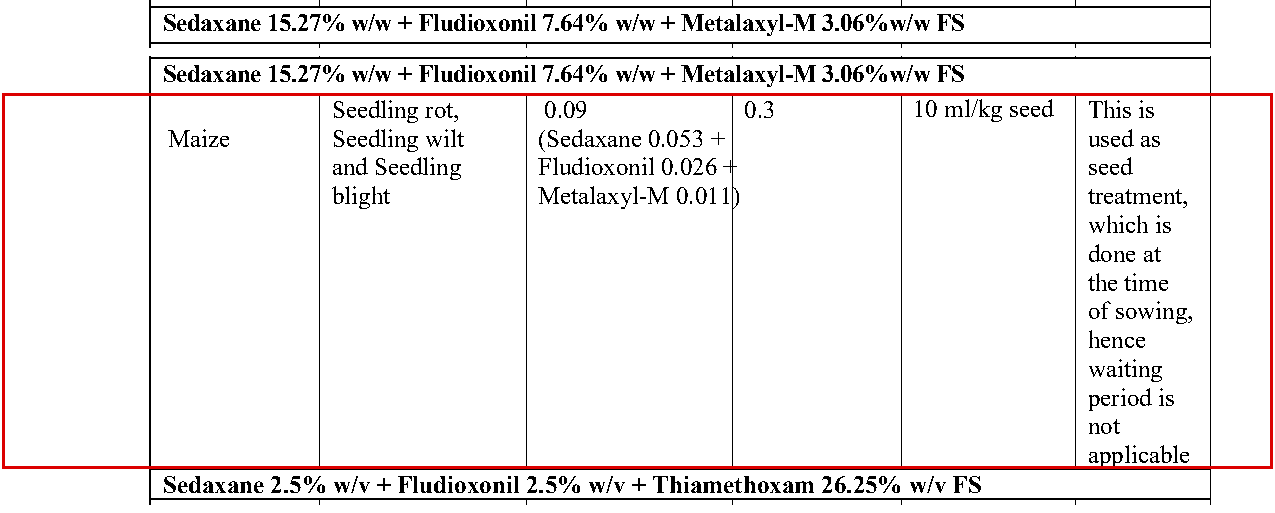 Sedaxane 15.27% w/w + Fludioxonil 7.64% w/w + Metalaxyl-M 3.06%w/w FS
Sedaxane 15.27% w/w + Fludioxonil 7.64% w/w + Metalaxyl-M 3.06%w/w FS
Maize
Seedling rot,
Seedling wilt
and Seedling
blight
0.09
(Sedaxane 0.053 +
Fludioxonil 0.026 +
Metalaxyl-M 0.011)
0.3
10 ml/kg seed
This is
used as
seed
treatment,
which is
done at
the time
of sowing,
hence
waiting
period is
not
applicable
Sedaxane 2.5% w/v + Fludioxonil 2.5% w/v + Thiamethoxam 26.25% w/v FS